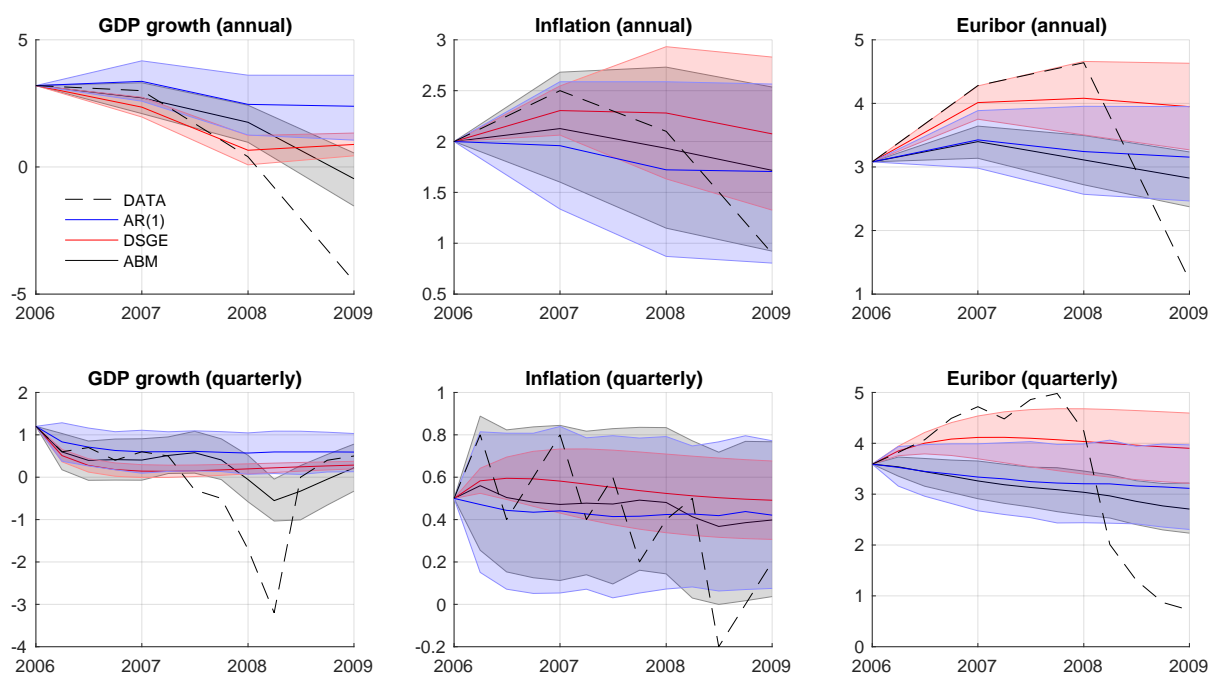 GDP growth (annual)
5
0
-5
2006 2007 2008 2009
DATA
AR(1)
DSGE
ABM
Inflation (annual)
3
2.5
2
1.5
1
0.5
2006 2007 2008 2009
Euribor (annual)
5
4
3
2
1
2006 2007 2008 2009
GDP growth (quarterly)
2
1
0
-1
-2
-3
-4
2006 2007 2008 2009
Inflation (quarterly)
1
0.8
0.6
0.4
0.2
0
-0.2
2006 2007 2008 2009
Euribor (quarterly)
5
4
3
2
1
0
2006 2007 2008 2009